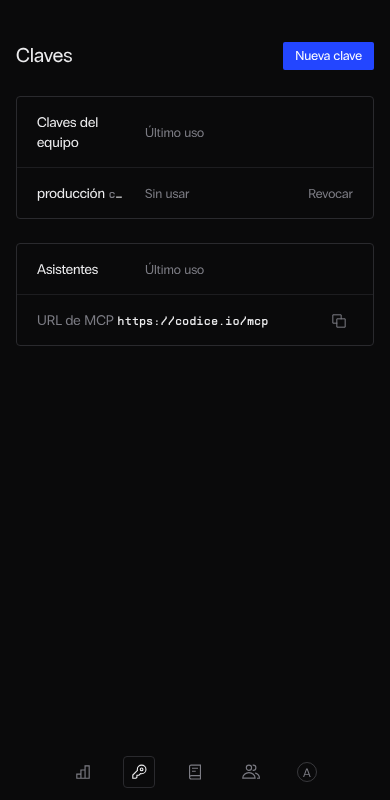 Claves
Nueva clave
Claves del
equipo
Último uso
producción c…
Sin usar
Revocar
Asistentes
Último uso
URL de MCP https://codice.io/mcp
A